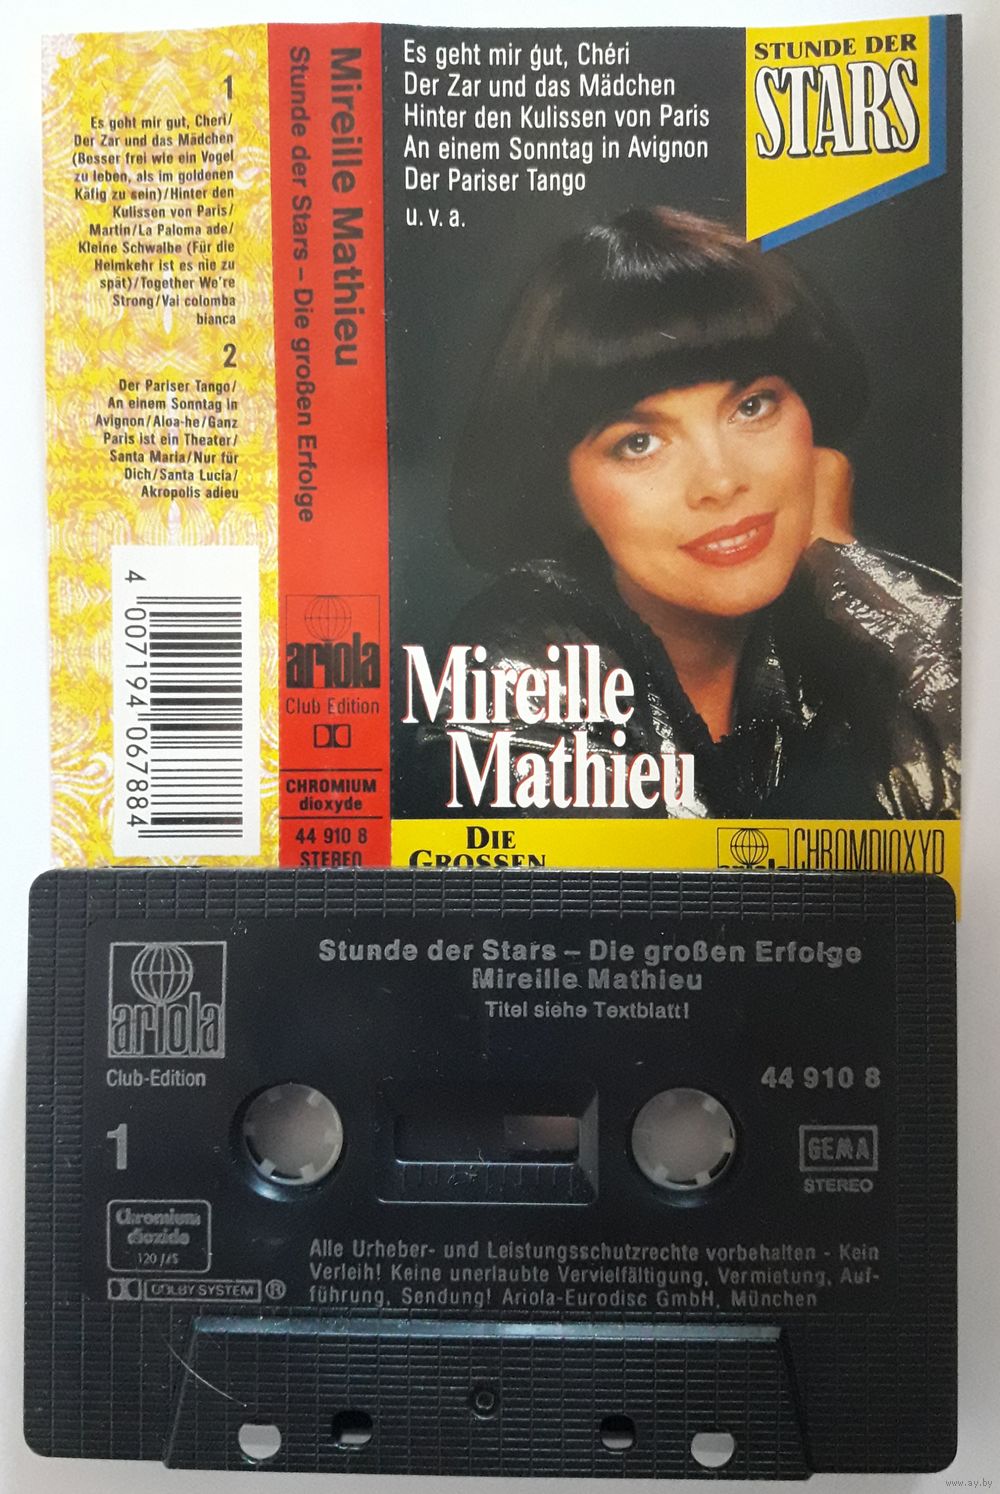 1
Es geht mir gut, Cheri/
Der Zar und das Mädchen
(Besser frei wie ein Vogel
zu leben, als im goldenen
Käfig zu sein)/Hinter den
Kulissen von Paris/
Martin/La Paloma ade/
Kleine Schwalbe (Für die
Heimkehr ist es nie zu
spät)/Together We're
Strong/Vai colomba
bianca
2
Der Pariser Tango/
An einem Sonntag in
Avignon/Aloa-he/Ganz
Paris ist ein Theater/
Santa Maria/Nur für
Dich/Santa Lucia/
Akropolis adieu
4 007194 067884
Mireille Mathieu
Stunde der Stars – Die großen Erfolge
ariola
Club Edition
CHROMIUM
dioxyde
44 910 8
STEREO
Es geht mir gut, Chéri
Der Zar und das Mädchen
Hinter den Kulissen von Paris
An einem Sonntag in Avignon
Der Pariser Tango
u. v. a.
STUNDE DER
STARS
Mireille
Mathieu
DIE
GROSSEN
ariola
CHROMDIOXYD
ariola
Club-Edition
1
Stunde der Stars – Die großen Erfolge
Mireille Mathieu
Titel siehe Textblatt!
44 910 8
GEMA
STEREO
Chromium
dioxide
120 µs
DOLBY SYSTEM ®
Alle Urheber- und Leistungsschutzrechte vorbehalten - Kein
Verleih! Keine unerlaubte Vervielfältigung, Vermietung, Auf-
führung, Sendung! Ariola-Eurodisc GmbH, München
www.ay.by